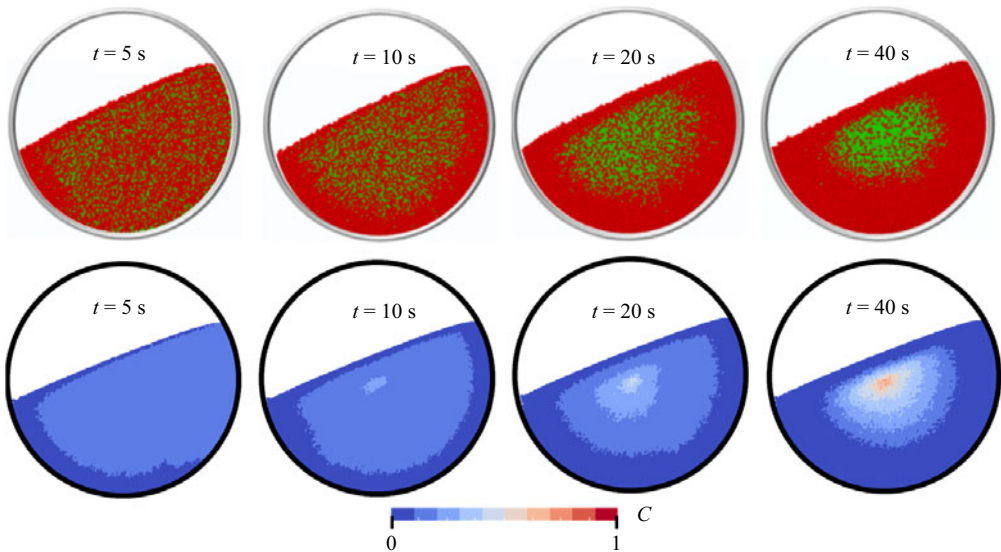 t = 5 s
t = 10 s
t = 20 s
t = 40 s
t = 5 s
t = 10 s
t = 20 s
t = 40 s
C
0
1